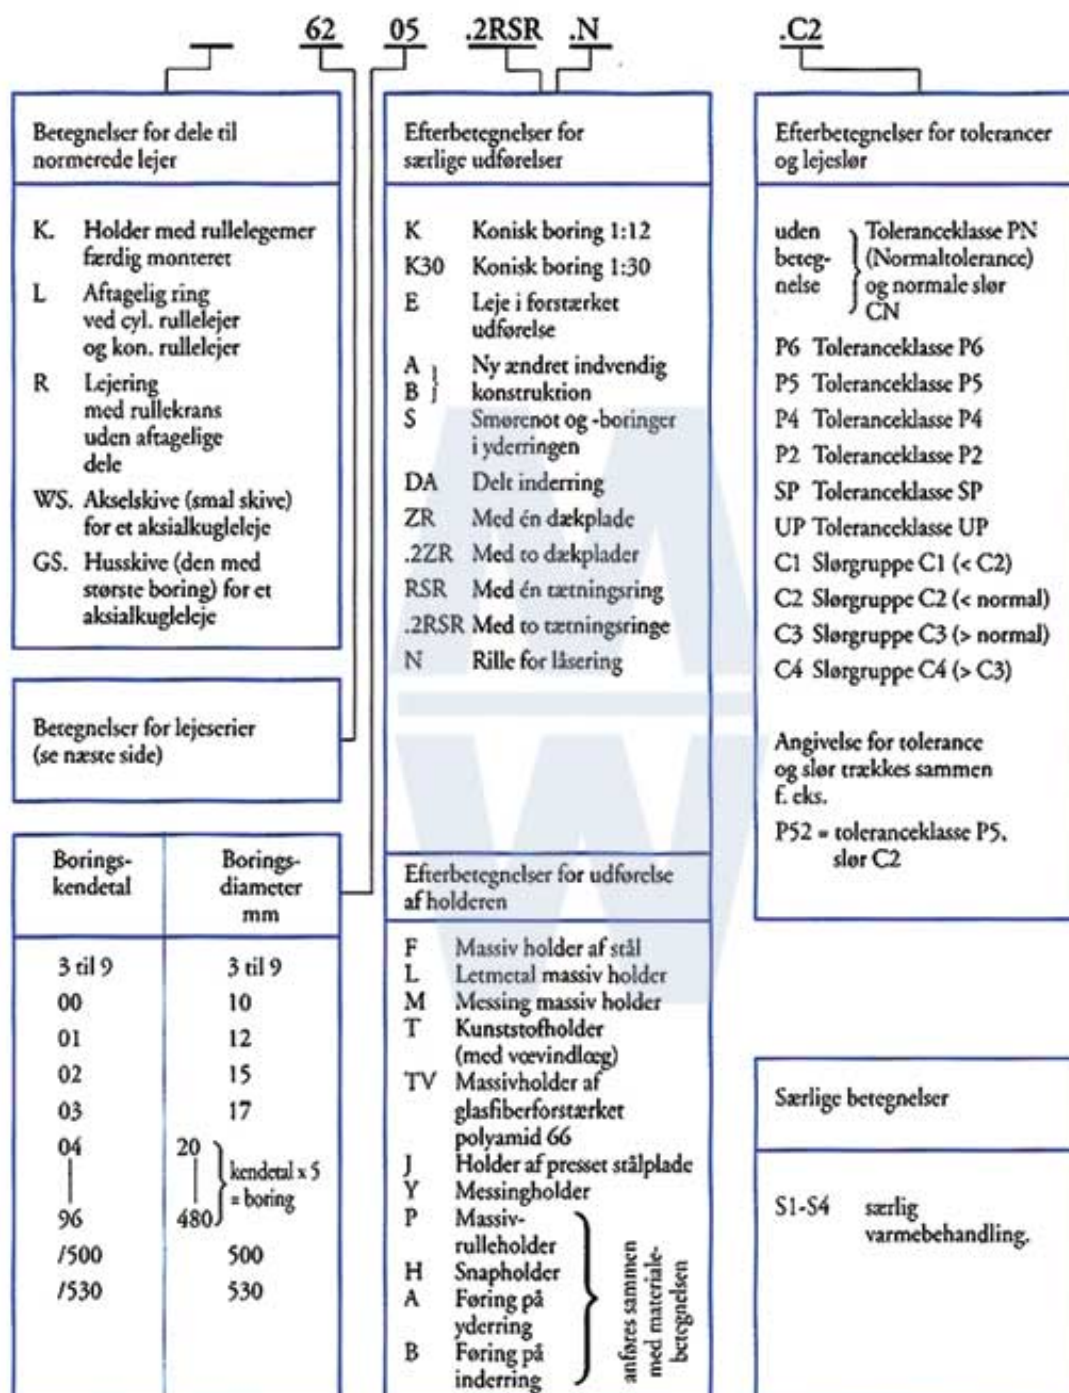 62 05 .2RSR .N .C2
Betegnelser for dele til
normerede lejer
K. Holder med rullelegemer
færdig monteret
L Aftagelig ring
ved cyl. rullelejer
og kon. rullelejer
R Lejering
med rullekrans
uden aftagelige
dele
WS. Akselskive (smal skive)
for et aksialkugleleje
GS. Husskive (den med
største boring) for et
aksialkugleleje
Betegnelser for lejeserier
(se næste side)
Borings-
kendetal
Borings-
diameter
mm
3 til 9 3 til 9
00 10
01 12
02 15
03 17
04 20
kendetal x 5
= boring
96 480
/500 500
/530 530
Efterbetegnelser for
særlige udførelser
K Konisk boring 1:12
K30 Konisk boring 1:30
E Leje i forstærket
udførelse
A Ny ændret indvendig
B konstruktion
S Smørenot og -boringer
i yderringen
DA Delt inderring
ZR Med én dækplade
.2ZR Med to dækplader
RSR Med én tætningsring
.2RSR Med to tætningsringe
N Rille for låsering
Efterbetegnelser for udførelse
af holderen
F Massiv holder af stål
L Letmetal massiv holder
M Messing massiv holder
T Kunststofholder
(med vœvindlœg)
TV Massivholder af
glasfiberforstærket
polyamid 66
J Holder af presset stålplade
Y Messingholder
P Massiv-
rulleholder
H Snapholder
A Føring på
yderring
B Føring på
inderring
anføres sammen
med materiale-
betegnelsen
Efterbetegnelser for tolerancer
og lejeslør
uden
beteg-
nelse
Toleranceklasse PN
(Normaltolerance)
og normale slør
CN
P6 Toleranceklasse P6
P5 Toleranceklasse P5
P4 Toleranceklasse P4
P2 Toleranceklasse P2
SP Toleranceklasse SP
UP Toleranceklasse UP
C1 Slørgruppe C1 (< C2)
C2 Slørgruppe C2 (< normal)
C3 Slørgruppe C3 (> normal)
C4 Slørgruppe C4 (> C3)
Angivelse for tolerance
og slør trækkes sammen
f. eks.
P52 = toleranceklasse P5.
slør C2
Særlige betegnelser
S1-S4 særlig
varmebehandling.
MW